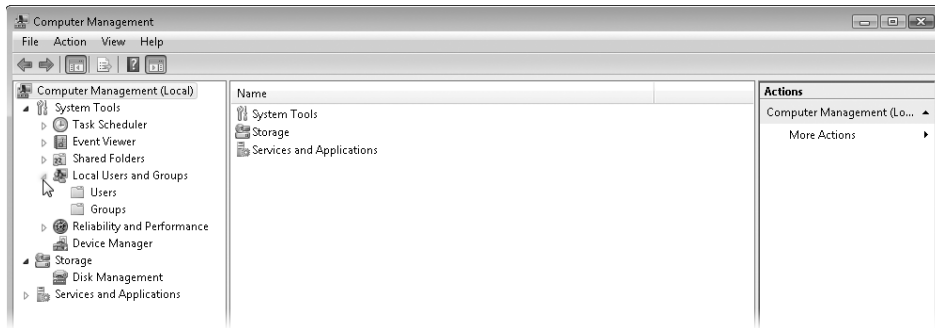 Computer Management
File Action View Help
Computer Management (Local)
System Tools
Task Scheduler
Event Viewer
Shared Folders
Local Users and Groups
Users
Groups
Reliability and Performance
Device Manager
Storage
Disk Management
Services and Applications
Name
System Tools
Storage
Services and Applications
Actions
Computer Management (Lo...
More Actions